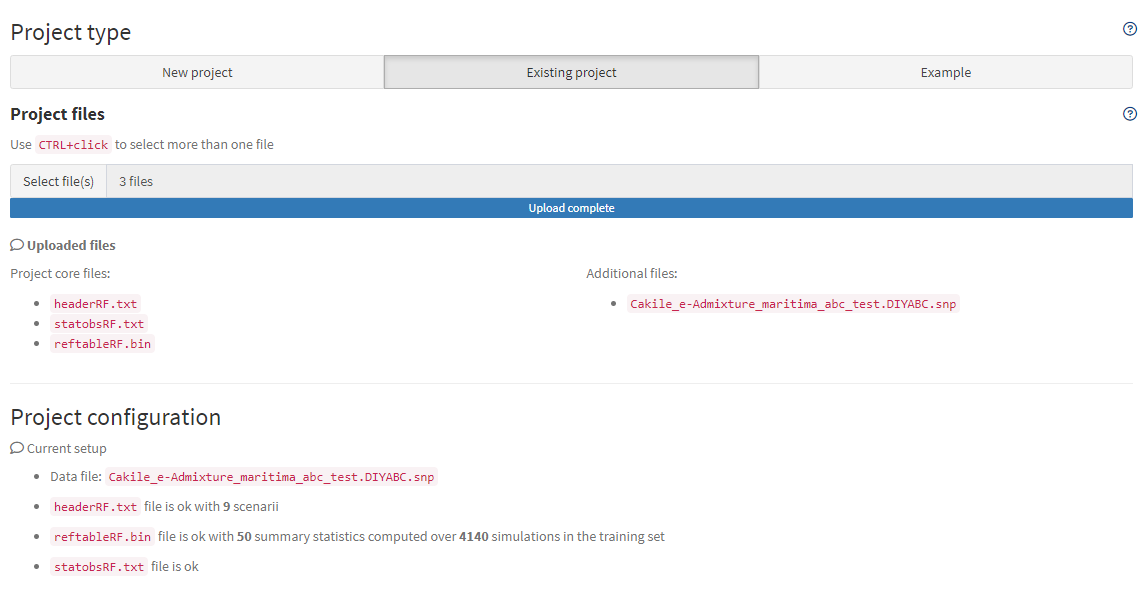 Project type
New project
Existing project
Example
Project files
Use CTRL+click to select more than one file
Select file(s)
3 files
Upload complete
Uploaded files
Project core files:
Additional files:
headerRF.txt
Cakile_e-Admixture_maritima_abc_test.DIYABC.snp
statobsRF.txt
reftableRF.bin
Project configuration
Current setup
Data file: Cakile_e-Admixture_maritima_abc_test.DIYABC.snp
headerRF.txt file is ok with 9 scenarii
reftableRF.bin file is ok with 50 summary statistics computed over 4140 simulations in the training set
statobsRF.txt file is ok